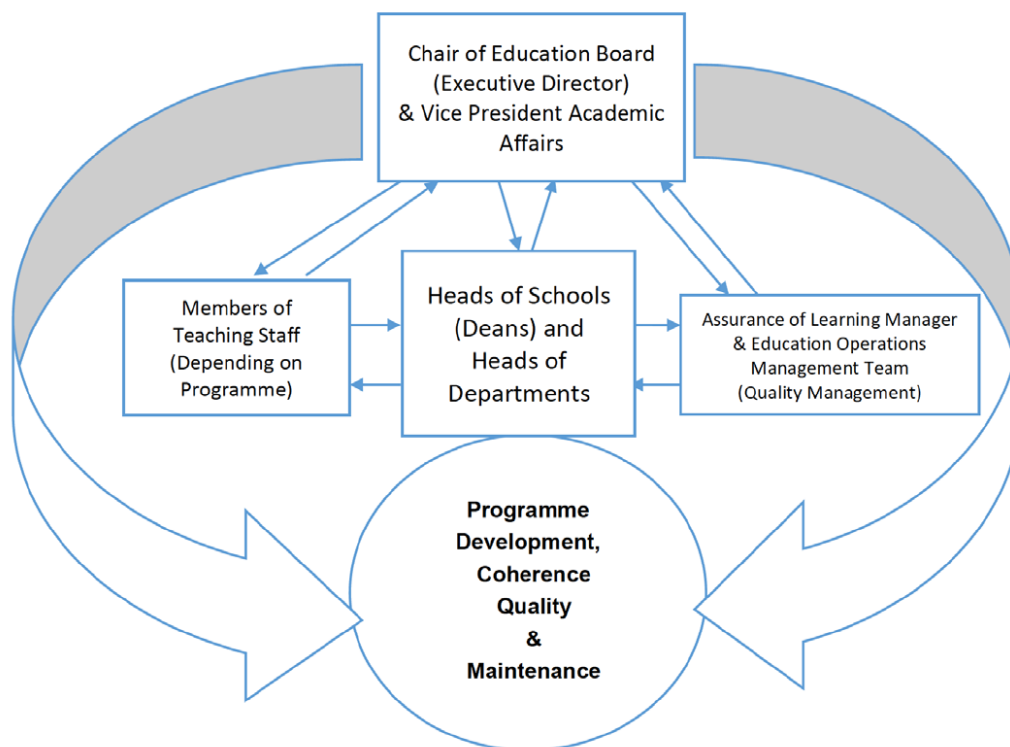 Chair of Education Board
(Executive Director)
& Vice President Academic
Affairs
Members of
Teaching Staff
(Depending on
Programme)
Heads of Schools
(Deans) and
Heads of
Departments
Assurance of Learning Manager
& Education Operations
Management Team
(Quality Management)
Programme
Development,
Coherence
Quality
&
Maintenance